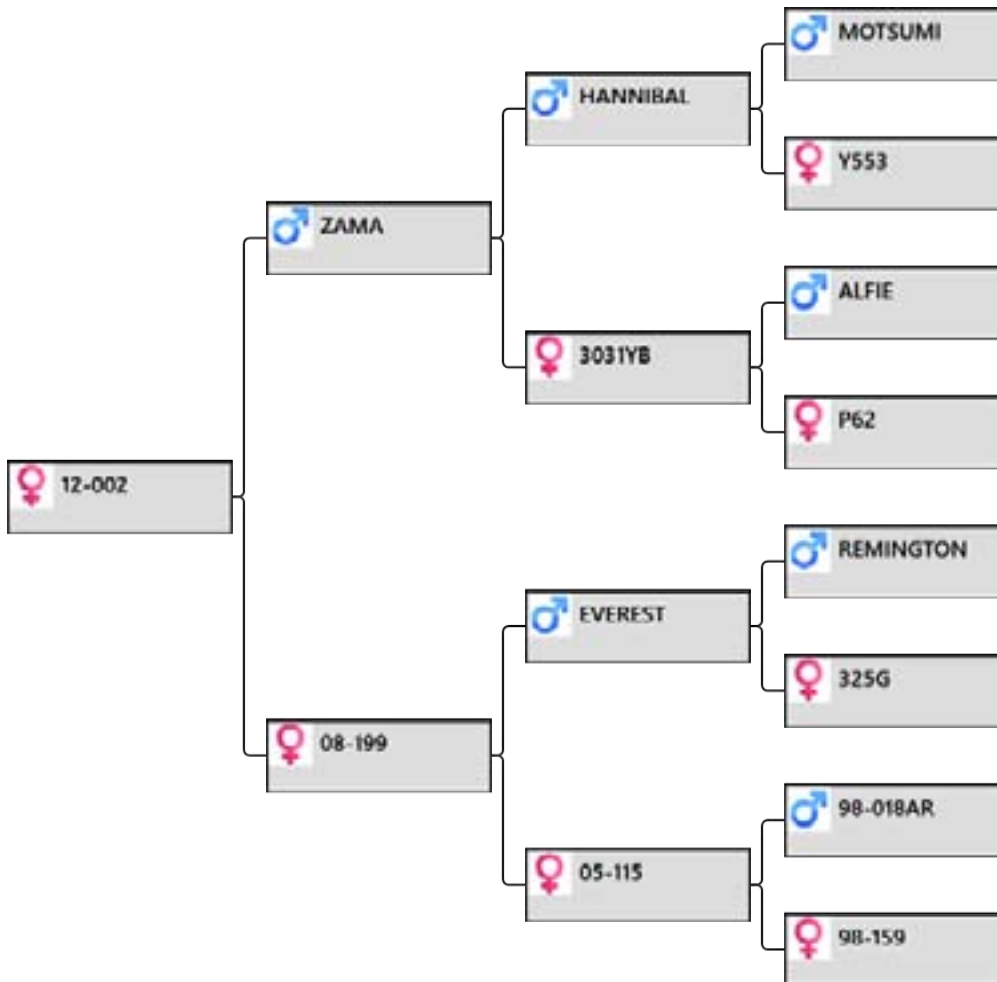 MOTSUMI
HANNIBAL
Y553
ZAMA
ALFIE
3031YB
P62
12-002
REMINGTON
EVEREST
325G
08-199
98-018AR
05-115
98-159